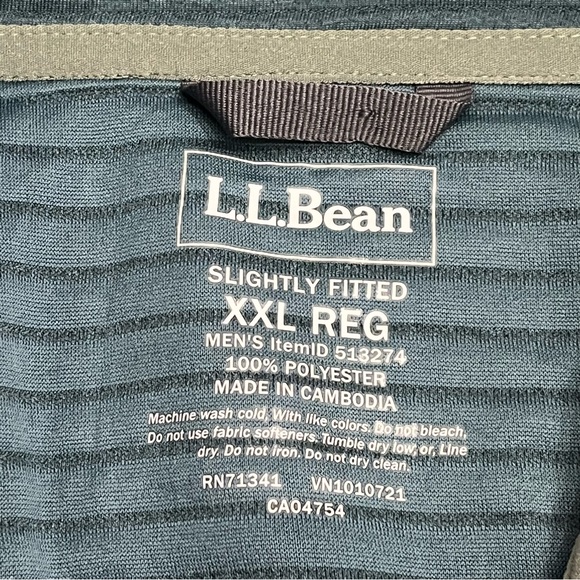 L.L.Bean
SLIGHTLY FITTED
XXL REG
MEN'S ItemID 513274
100% POLYESTER
MADE IN CAMBODIA
Machine wash cold. With like colors. Do not bleach,
Do not use fabric softeners. Tumble dry low, or, Line
dry. Do not Iron. Do not dry clean.
RN71341 VN1010721
CA04754